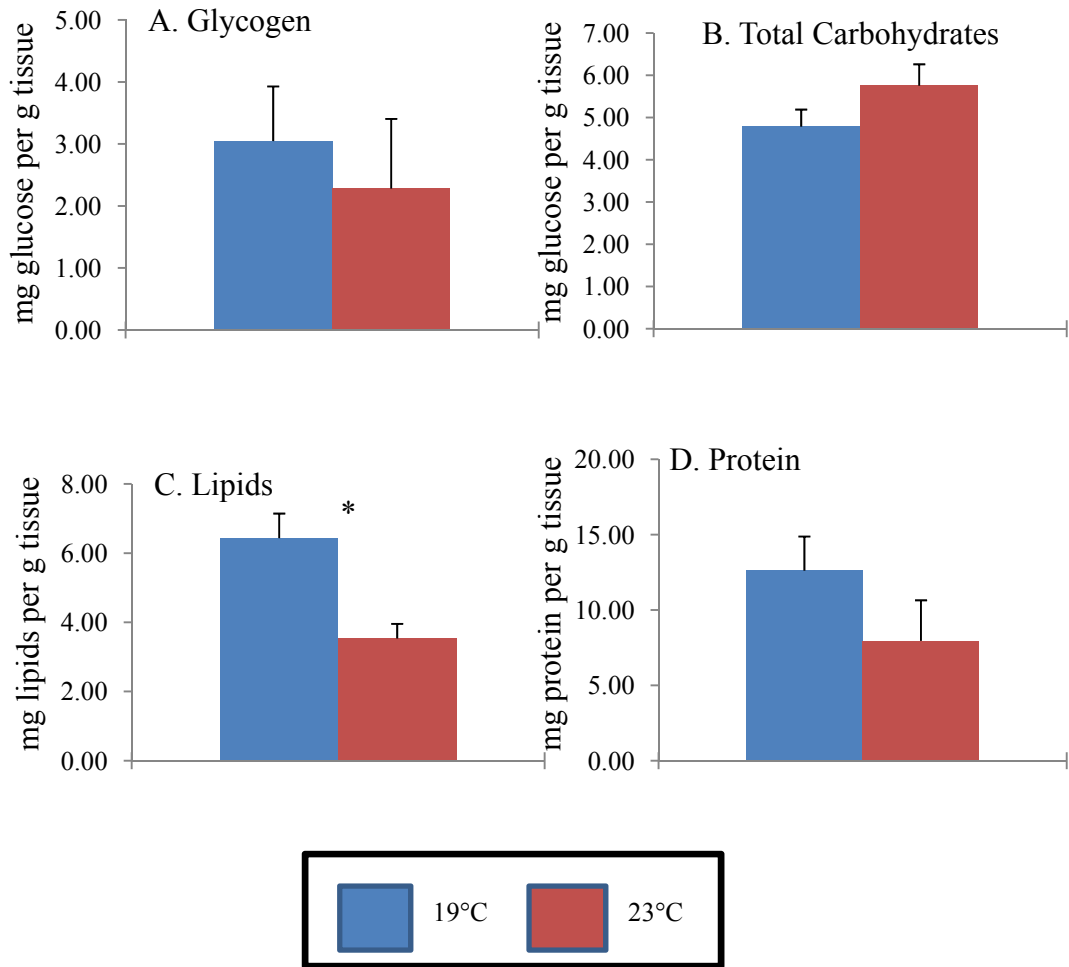 A. Glycogen
mg glucose per g tissue
5.00
4.00
3.00
2.00
1.00
0.00
B. Total Carbohydrates
mg glucose per g tissue
7.00
6.00
5.00
4.00
3.00
2.00
1.00
0.00
C. Lipids
*
mg lipids per g tissue
8.00
6.00
4.00
2.00
0.00
D. Protein
mg protein per g tissue
20.00
15.00
10.00
5.00
0.00
19°C
23°C